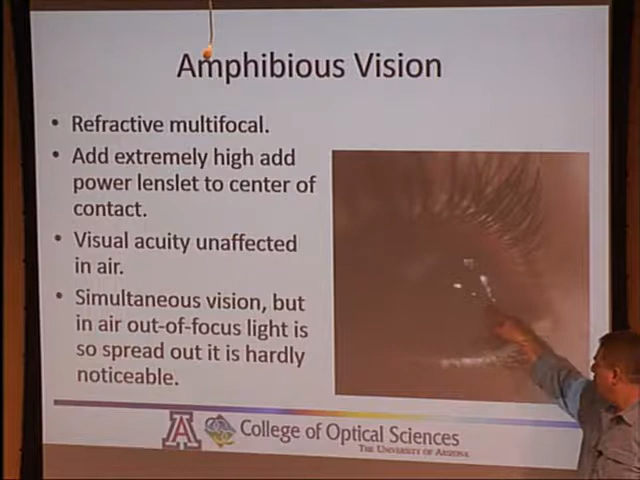 Amphibious Vision
• Refractive multifocal.
• Add extremely high add
power lenslet to center of
contact.
• Visual acuity unaffected
in air.
• Simultaneous vision, but
in air out-of-focus light is
so spread out it is hardly
noticeable.
A College of Optical Sciences
THE UNIVERSITY OF ARIZONA